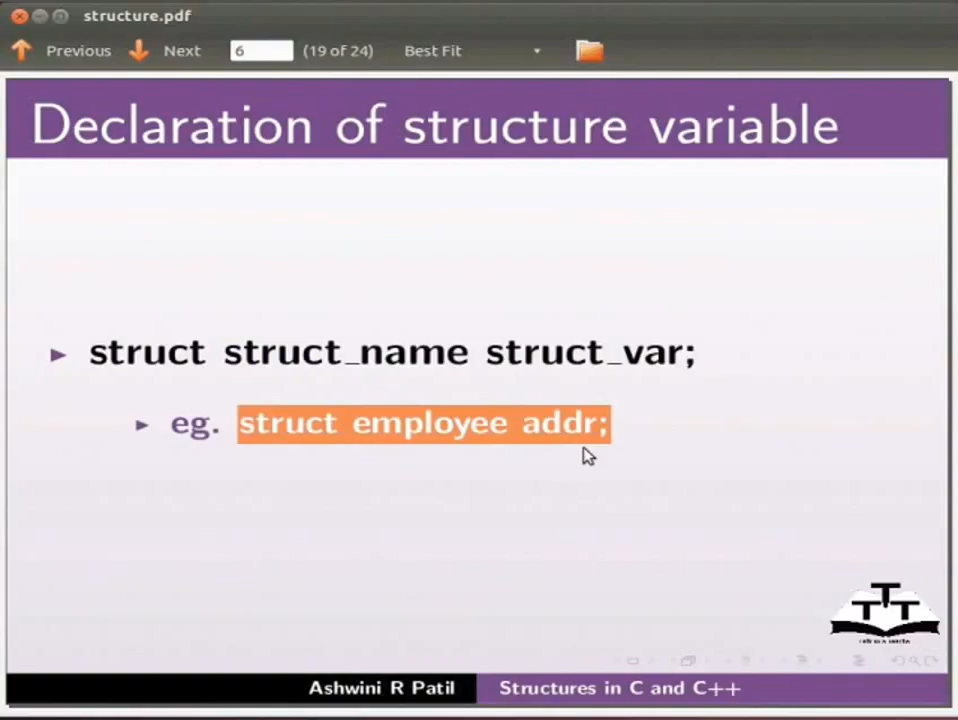 structure.pdf
Previous Next 6 (19 of 24) Best Fit
Declaration of structure variable
struct struct_name struct_var;
eg. struct employee addr;
TTT
Ashwini R Patil Structures in C and C++